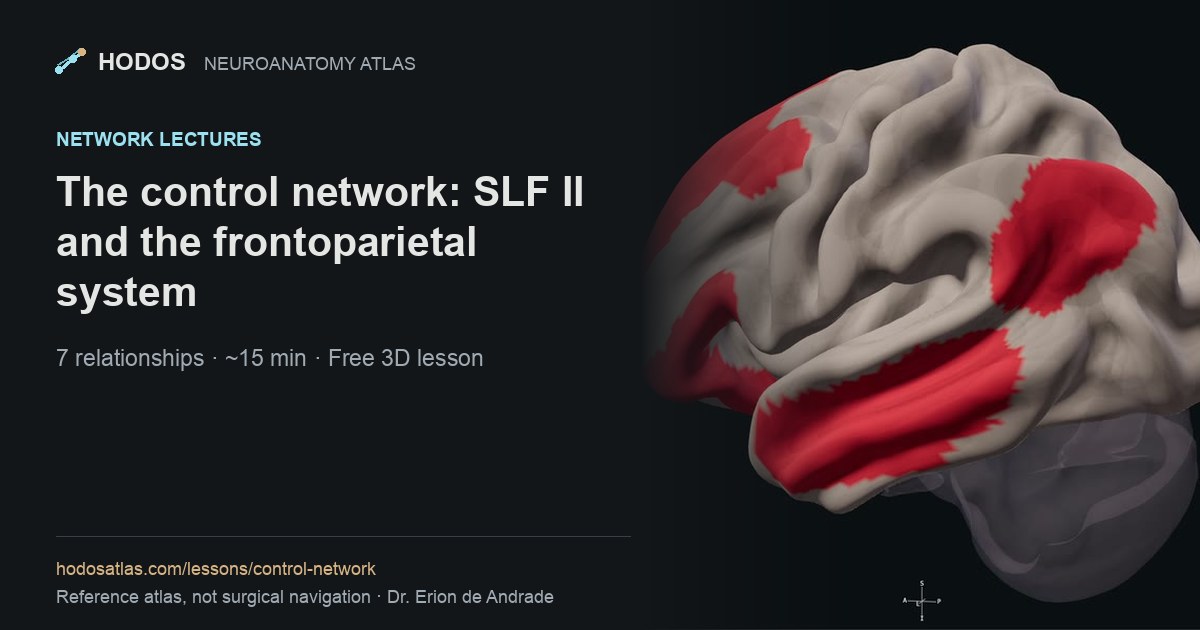 HODOS NEUROANATOMY ATLAS
NETWORK LECTURES
The control network: SLF II
and the frontoparietal
system
7 relationships · ~15 min · Free 3D lesson
hodosatlas.com/lessons/control-network
Reference atlas, not surgical navigation · Dr. Erion de Andrade
S
A L P
I